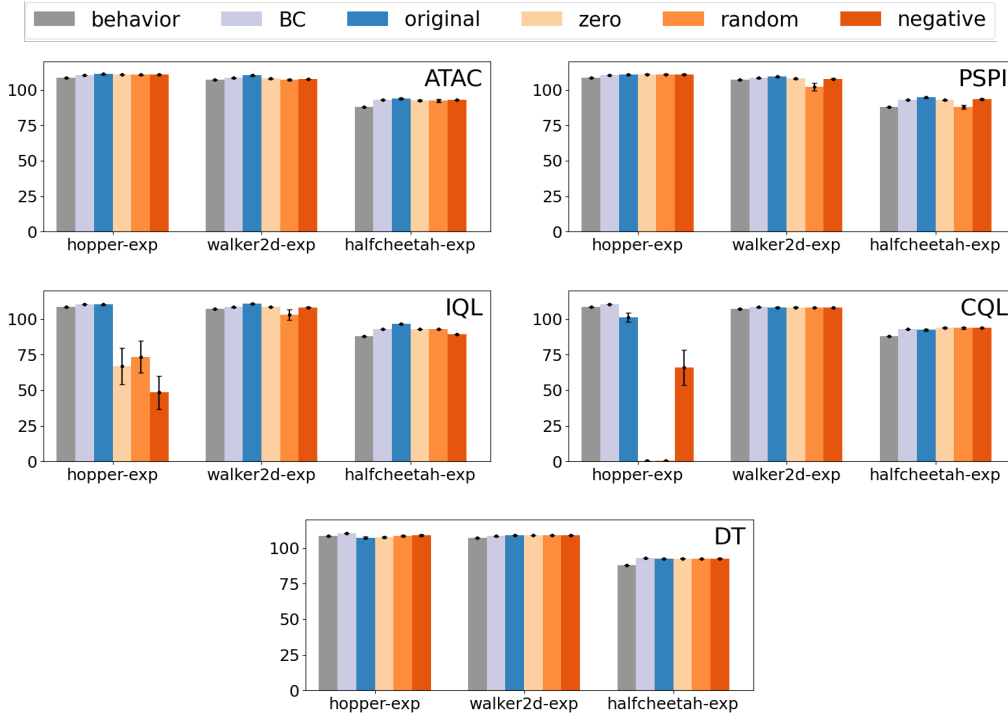 behavior BC original zero random negative
ATAC
100
75
50
25
0
hopper-exp walker2d-exp halfcheetah-exp
PSPI
100
75
50
25
0
hopper-exp walker2d-exp halfcheetah-exp
IQL
100
75
50
25
0
hopper-exp walker2d-exp halfcheetah-exp
CQL
100
75
50
25
0
hopper-exp walker2d-exp halfcheetah-exp
DT
100
75
50
25
0
hopper-exp walker2d-exp halfcheetah-exp